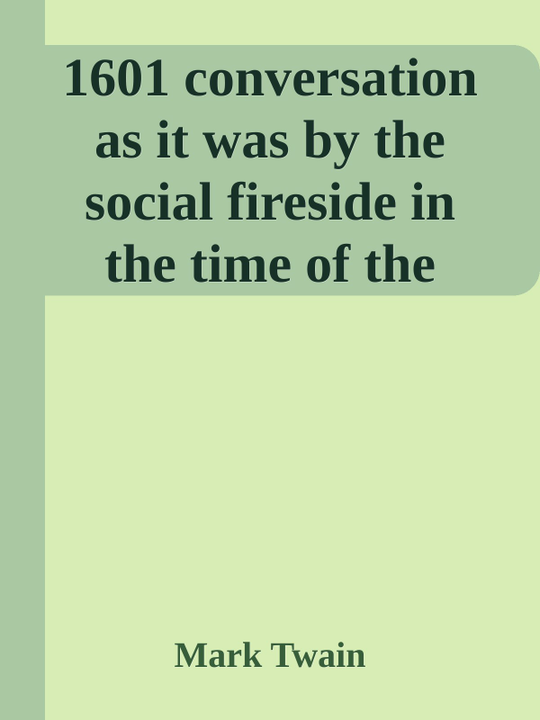 1601 conversation
as it was by the
social fireside in
the time of the
Mark Twain